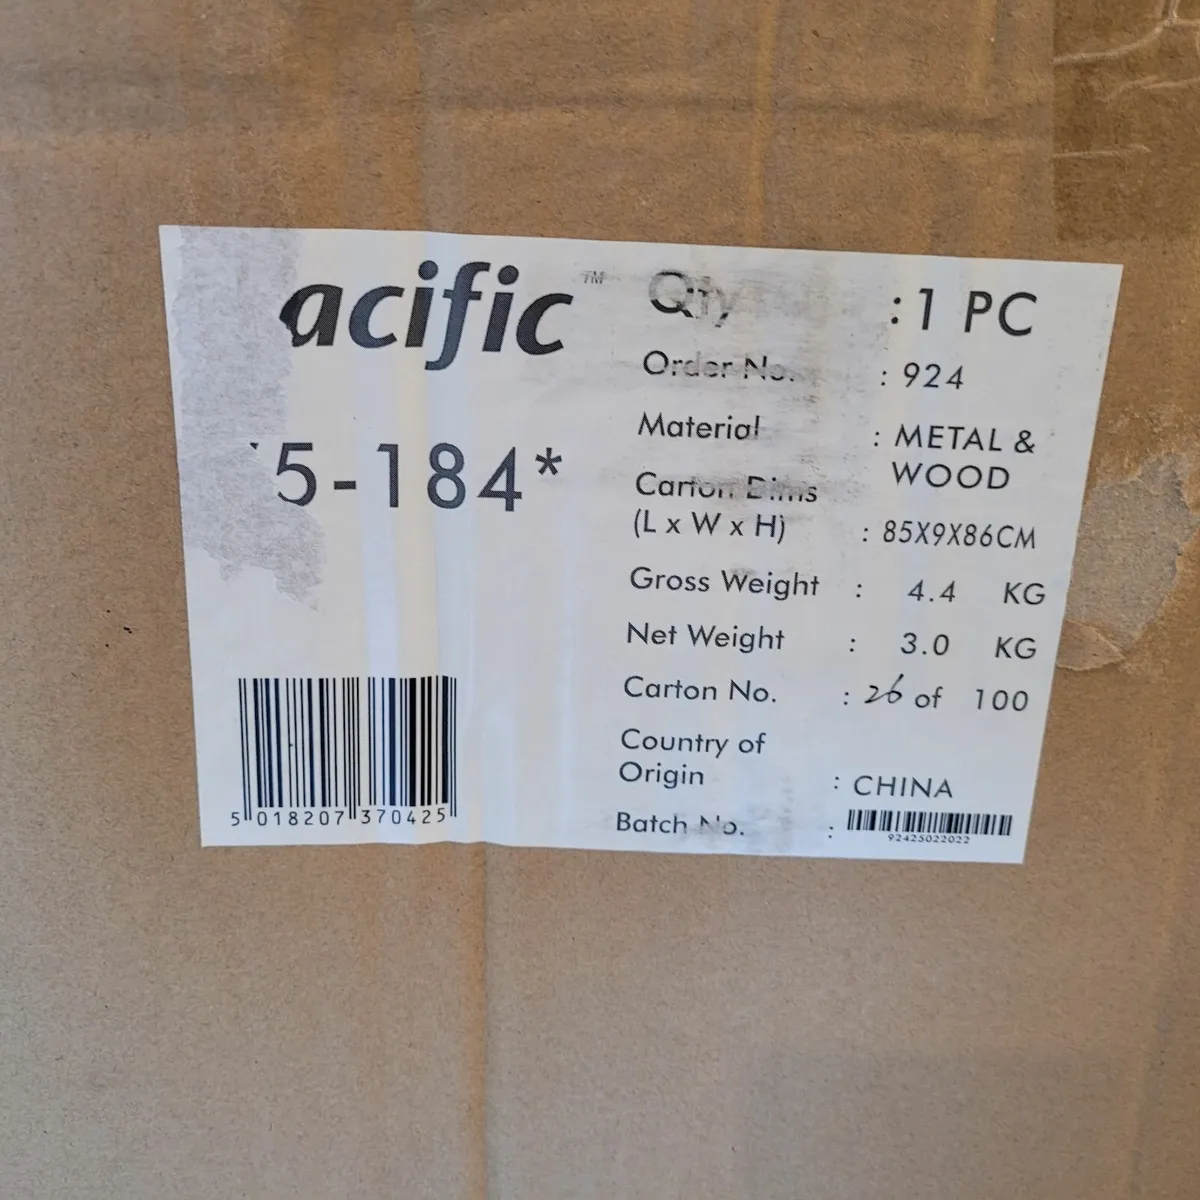 acific™
5-184*
5 018207 370425
Qty : 1 PC
Order No. : 924
Material : METAL &
WOOD
Carton Dims
(L x W x H) : 85X9X86CM
Gross Weight : 4.4 KG
Net Weight : 3.0 KG
Carton No. : 26 of 100
Country of
Origin : CHINA
Batch No. :
92425022022